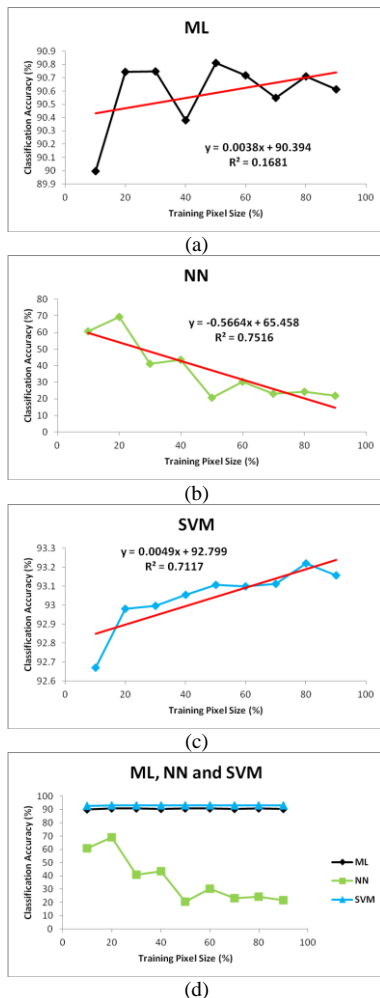 ML
90.9
90.8
90.7
90.6
90.5
90.4
90.3
90.2
90.1
90
89.9
Classification Accuracy (%)
y = 0.0038x + 90.394
R² = 0.1681
0 20 40 60 80 100
Training Pixel Size (%)
(a)
NN
80
70
60
50
40
30
20
10
0
Classification Accuracy (%)
y = -0.5664x + 65.458
R² = 0.7516
0 20 40 60 80 100
Training Pixel Size (%)
(b)
SVM
93.3
93.2
93.1
93
92.9
92.8
92.7
92.6
Classification Accuracy (%)
y = 0.0049x + 92.799
R² = 0.7117
0 20 40 60 80 100
Training Pixel Size (%)
(c)
ML, NN and SVM
100
90
80
70
60
50
40
30
20
10
0
Classification Accuracy (%)
ML
NN
SVM
0 20 40 60 80 100
Training Pixel Size (%)
(d)